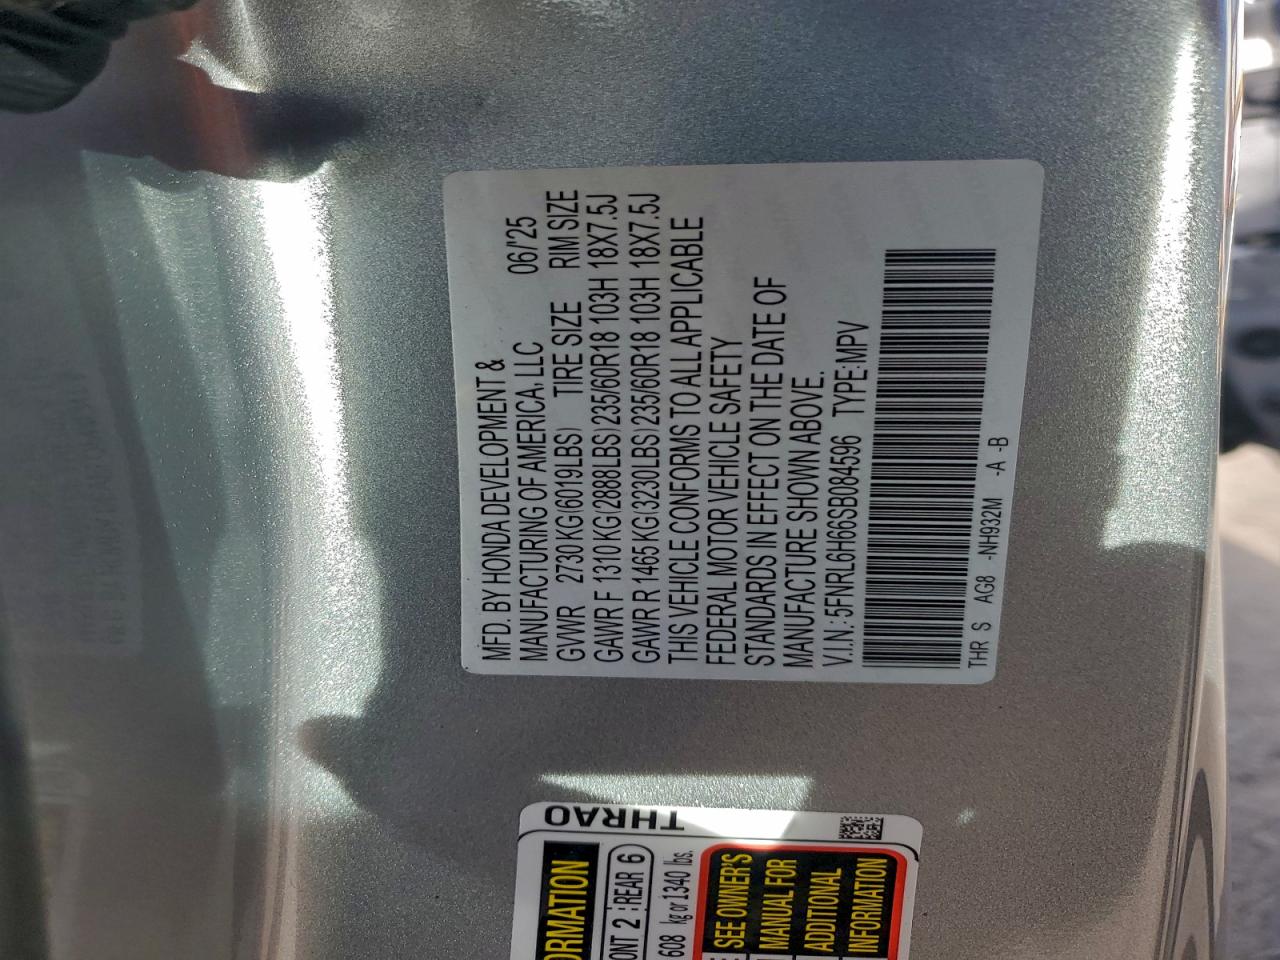 MFD. BY HONDA DEVELOPMENT &
MANUFACTURING OF AMERICA, LLC 06/'25
GVWR 2730 KG(6019LBS) TIRE SIZE RIM SIZE
GAWR F 1310 KG(2888LBS)235/60R18 103H 18X7.5J
GAWR R 1465 KG(3230LBS)235/60R18 103H 18X7.5J
THIS VEHICLE CONFORMS TO ALL APPLICABLE
FEDERAL MOTOR VEHICLE SAFETY
STANDARDS IN EFFECT ON THE DATE OF
MANUFACTURE SHOWN ABOVE.
V.I.N.:5FNRL6H66SB084596 TYPE:MPV
THR S AG8 -NH932M -A -B
THRAO
ORMATION
ONT 2 REAR 6
608 kg or 1340 lbs.
SEE OWNER'S
MANUAL FOR
ADDITIONAL
INFORMATION